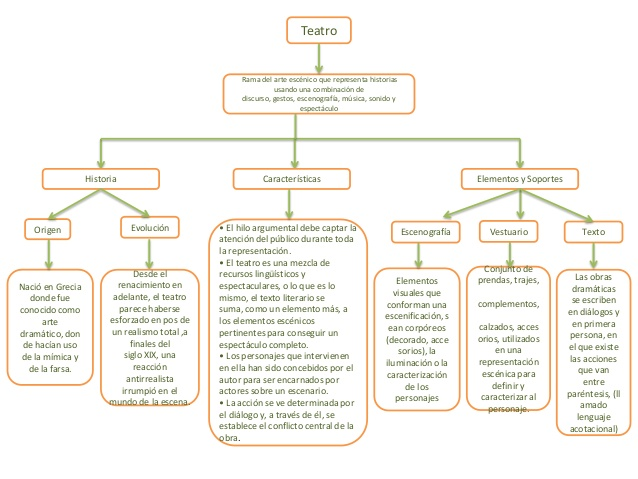 Teatro
Rama del arte escénico que representa historias
usando una combinación de
discurso, gestos, escenografía, música, sonido y
espectáculo
Historia
Características
Elementos y Soportes
Origen
Evolución
Escenografía
Vestuario
Texto
Nació en Grecia
donde fue
conocido como
arte
dramático, don
de hacían uso
de la mímica y
de la farsa.
Desde el
renacimiento en
adelante, el teatro
parece haberse
esforzado en pos de
un realismo total ,a
finales del
siglo XIX, una
reacción
antirrealista
irrumpió en el
mundo de la escena.
• El hilo argumental debe captar la
atención del público durante toda
la representación.
• El teatro es una mezcla de
recursos lingüísticos y
espectaculares, o lo que es lo
mismo, el texto literario se
suma, como un elemento más, a
los elementos escénicos
pertinentes para conseguir un
espectáculo completo.
• Los personajes que intervienen
en ella han sido concebidos por el
autor para ser encarnados por
actores sobre un escenario.
• La acción se ve determinada por
el diálogo y, a través de él, se
establece el conflicto central de la
obra.
Elementos
visuales que
conforman una
escenificación, s
ean corpóreos
(decorado, acce
sorios), la
iluminación o la
caracterización
de los
personajes
Conjunto de
prendas, trajes,
complementos,
calzados, acces
orios, utilizados
en una
representación
escénica para
definir y
caracterizar al
personaje.
Las obras
dramáticas
se escriben
en diálogos y
en primera
persona, en
el que existe
las acciones
que van
entre
paréntesis, (ll
amado
lenguaje
acotacional)